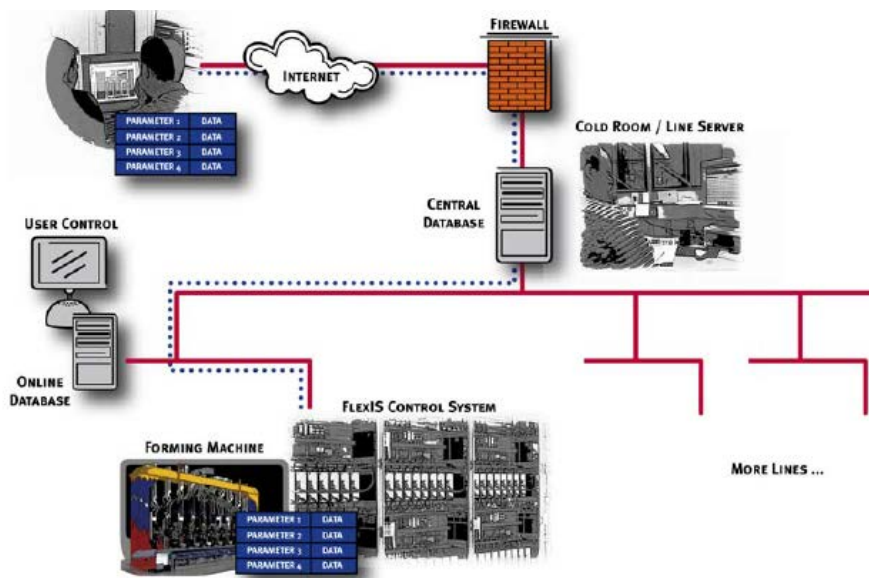 FIREWALL
INTERNET
COLD ROOM / LINE SERVER
PARAMETER 1 DATA
PARAMETER 2 DATA
PARAMETER 3 DATA
PARAMETER 4 DATA
CENTRAL
DATABASE
USER CONTROL
ONLINE
DATABASE
FLEXIS CONTROL SYSTEM
FORMING MACHINE
MORE LINES ...
PARAMETER 1 DATA
PARAMETER 2 DATA
PARAMETER 3 DATA
PARAMETER 4 DATA